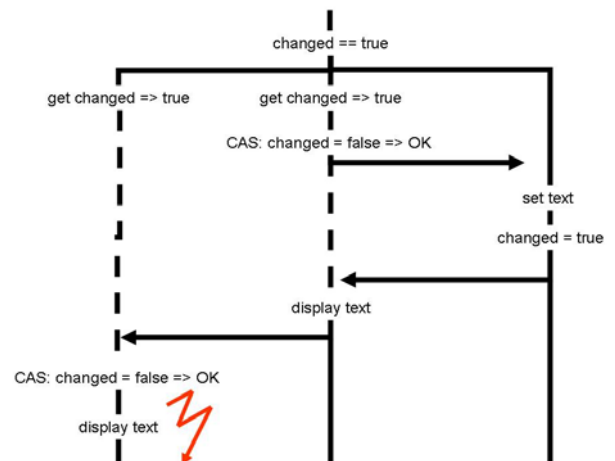 changed == true
get changed => true
get changed => true
CAS: changed = false => OK
set text
changed = true
display text
CAS: changed = false => OK
display text